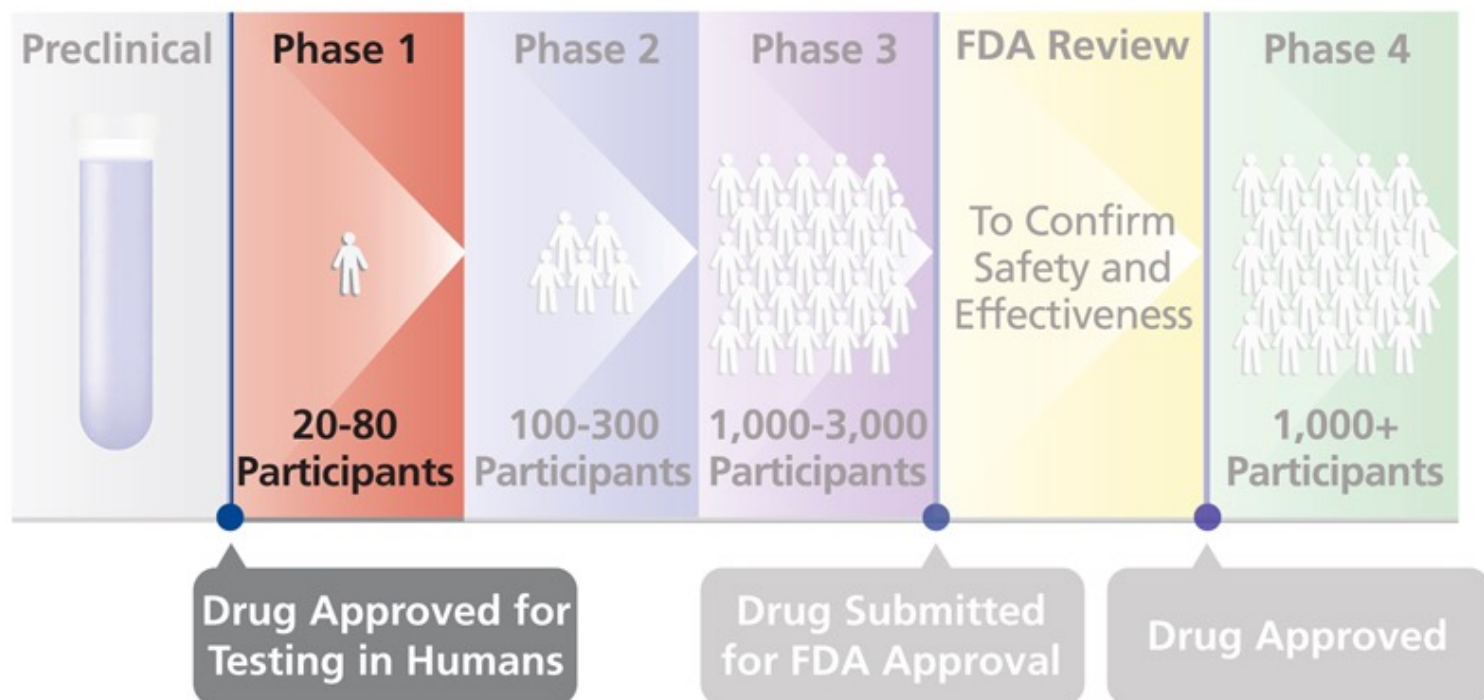 Preclinical
Phase 1
20-80
Participants
Phase 2
100-300
Participants
Phase 3
1,000-3,000
Participants
FDA Review
To Confirm
Safety and
Effectiveness
Phase 4
1,000+
Participants
Drug Approved for
Testing in Humans
Drug Submitted
for FDA Approval
Drug Approved